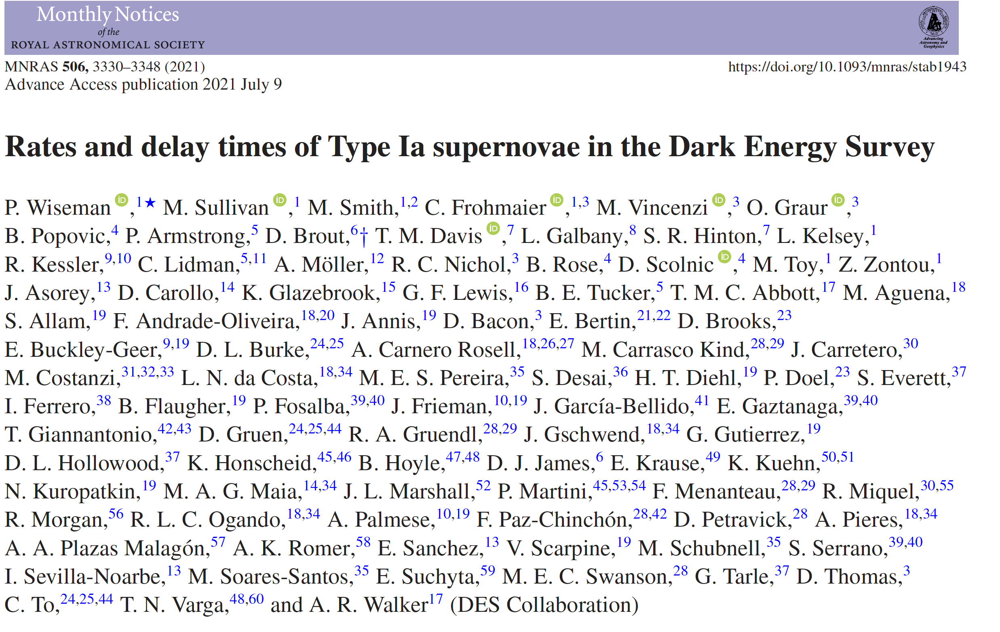 Monthly Notices
of the
ROYAL ASTRONOMICAL SOCIETY
Advancing
Astronomy and
Geophysics
MNRAS 506, 3330–3348 (2021)
https://doi.org/10.1093/mnras/stab1943
Advance Access publication 2021 July 9
Rates and delay times of Type Ia supernovae in the Dark Energy Survey
P. Wiseman iD,1★ M. Sullivan iD,1 M. Smith,1,2 C. Frohmaier iD,1,3 M. Vincenzi iD,3 O. Graur iD,3
B. Popovic,4 P. Armstrong,5 D. Brout,6† T. M. Davis iD,7 L. Galbany,8 S. R. Hinton,7 L. Kelsey,1
R. Kessler,9,10 C. Lidman,5,11 A. Möller,12 R. C. Nichol,3 B. Rose,4 D. Scolnic iD,4 M. Toy,1 Z. Zontou,1
J. Asorey,13 D. Carollo,14 K. Glazebrook,15 G. F. Lewis,16 B. E. Tucker,5 T. M. C. Abbott,17 M. Aguena,18
S. Allam,19 F. Andrade-Oliveira,18,20 J. Annis,19 D. Bacon,3 E. Bertin,21,22 D. Brooks,23
E. Buckley-Geer,9,19 D. L. Burke,24,25 A. Carnero Rosell,18,26,27 M. Carrasco Kind,28,29 J. Carretero,30
M. Costanzi,31,32,33 L. N. da Costa,18,34 M. E. S. Pereira,35 S. Desai,36 H. T. Diehl,19 P. Doel,23 S. Everett,37
I. Ferrero,38 B. Flaugher,19 P. Fosalba,39,40 J. Frieman,10,19 J. García-Bellido,41 E. Gaztanaga,39,40
T. Giannantonio,42,43 D. Gruen,24,25,44 R. A. Gruendl,28,29 J. Gschwend,18,34 G. Gutierrez,19
D. L. Hollowood,37 K. Honscheid,45,46 B. Hoyle,47,48 D. J. James,6 E. Krause,49 K. Kuehn,50,51
N. Kuropatkin,19 M. A. G. Maia,14,34 J. L. Marshall,52 P. Martini,45,53,54 F. Menanteau,28,29 R. Miquel,30,55
R. Morgan,56 R. L. C. Ogando,18,34 A. Palmese,10,19 F. Paz-Chinchón,28,42 D. Petravick,28 A. Pieres,18,34
A. A. Plazas Malagón,57 A. K. Romer,58 E. Sanchez,13 V. Scarpine,19 M. Schubnell,35 S. Serrano,39,40
I. Sevilla-Noarbe,13 M. Soares-Santos,35 E. Suchyta,59 M. E. C. Swanson,28 G. Tarle,37 D. Thomas,3
C. To,24,25,44 T. N. Varga,48,60 and A. R. Walker17 (DES Collaboration)